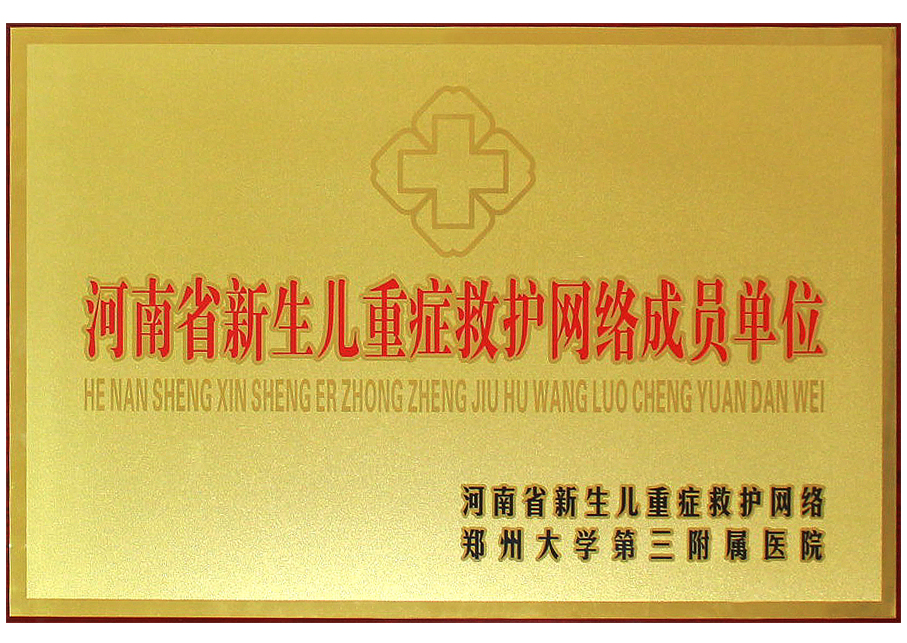 河南省新生儿重症救护网络成员单位
HE NAN SHENG XIN SHENG ER ZHONG ZHENG JIU HU WANG LUO CHENG YUAN DAN WEI
河南省新生儿重症救护网络
郑州大学第三附属医院